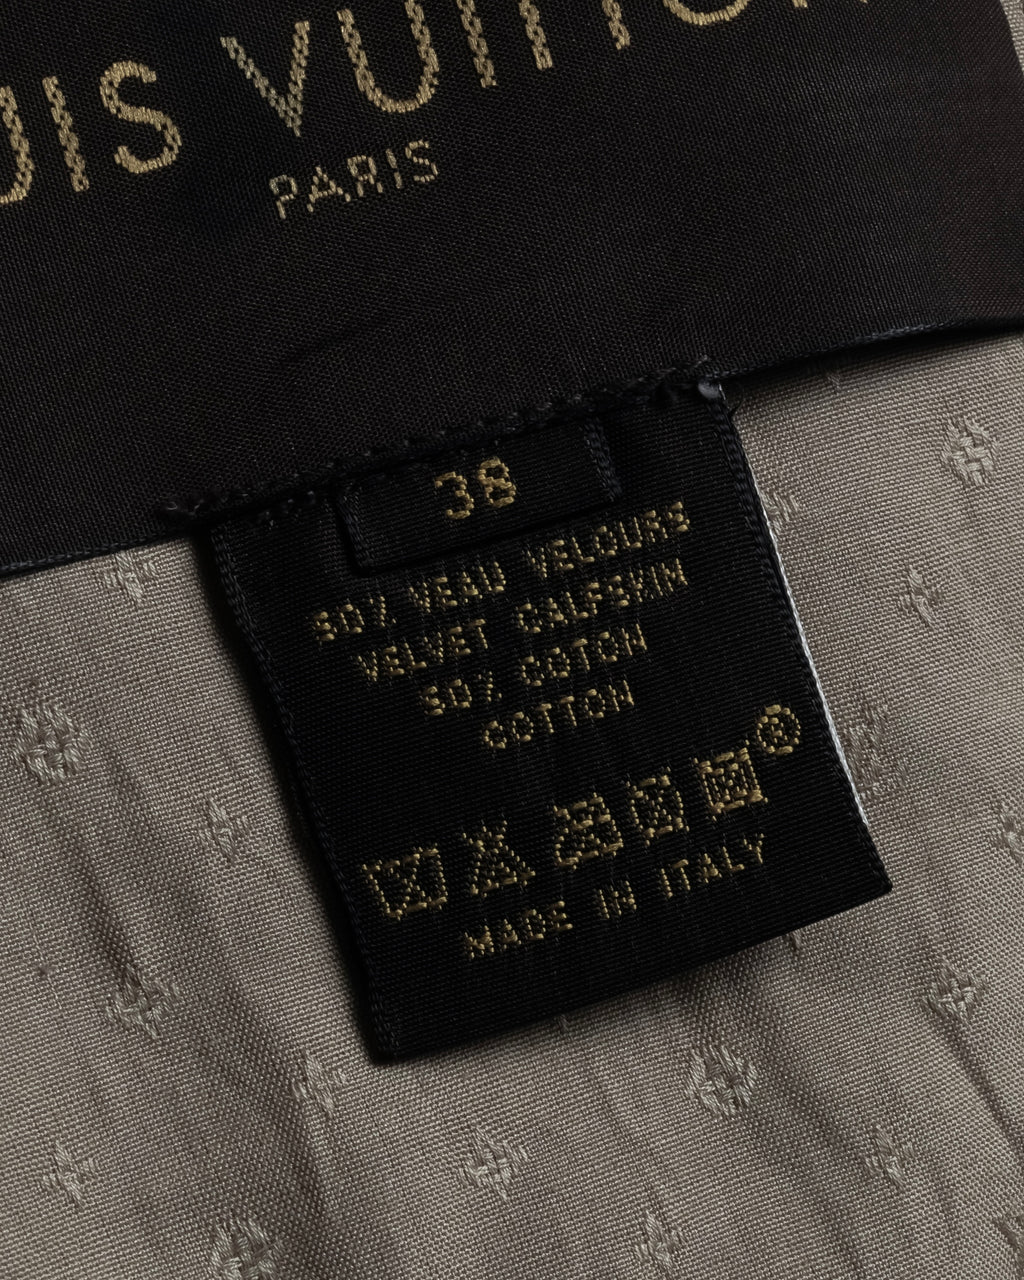 UIS VUITTON
PARIS
38
50% VEAU VELOURS
VELVET CALFSKIN
50% COTON
COTTON
MADE IN ITALY